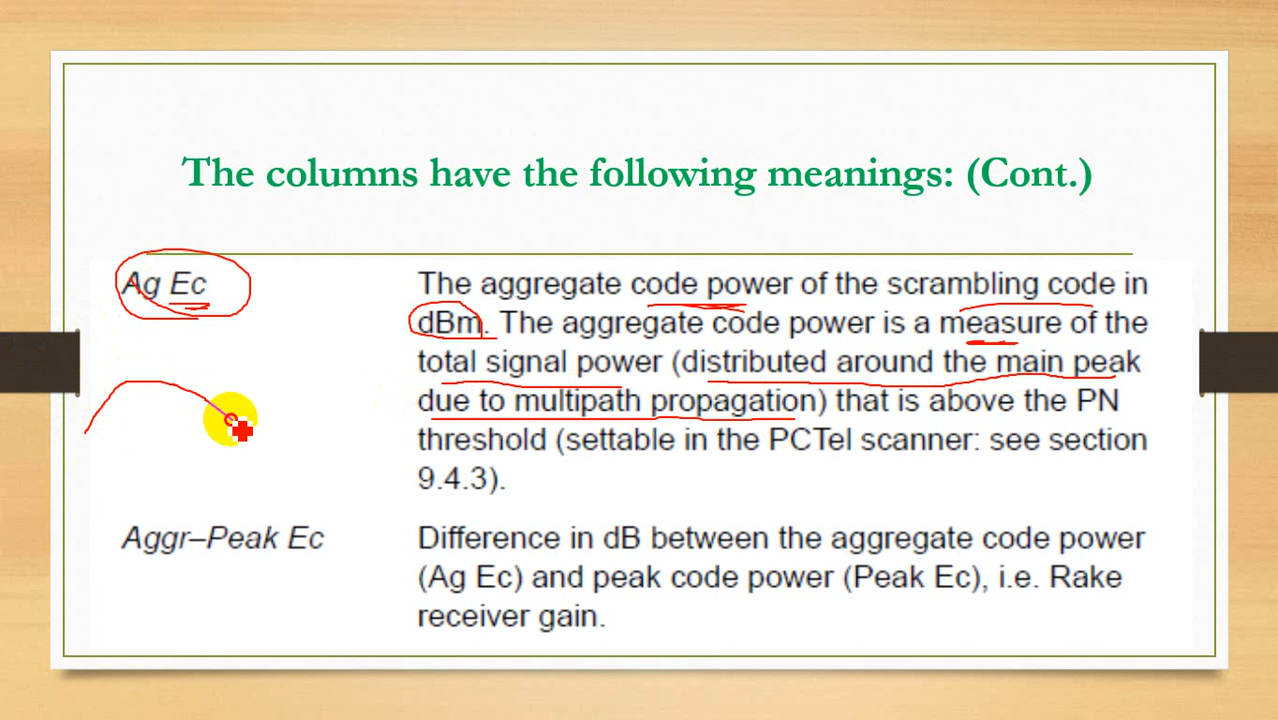 The columns have the following meanings: (Cont.)
Ag Ec
The aggregate code power of the scrambling code in
dBm. The aggregate code power is a measure of the
total signal power (distributed around the main peak
due to multipath propagation) that is above the PN
threshold (settable in the PCTel scanner: see section
9.4.3).
Aggr–Peak Ec
Difference in dB between the aggregate code power
(Ag Ec) and peak code power (Peak Ec), i.e. Rake
receiver gain.